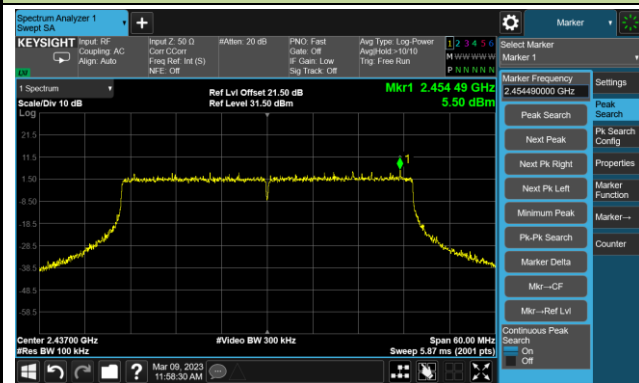 Spectrum Analyzer 1
Swept SA
Marker
KEYSIGHT
Input: RF
Coupling: AC
Align: Auto
Input Z: 50 Ω
Corr CCorr
Freq Ref: Int (S)
NFE: Off
#Atten: 20 dB
PNO: Fast
Gate: Off
IF Gain: Low
Sig Track: Off
Avg Type: Log-Power
Avg|Hold:>10/10
Trig: Free Run
1 2 3 4 5 6
M W W W W W
P N N N N N
Select Marker
Marker 1
1 Spectrum
Scale/Div 10 dB
Log
Ref Lvl Offset 21.50 dB
Ref Level 31.50 dBm
Mkr1 2.454 49 GHz
5.50 dBm
21.5
11.5
1.50
-8.50
-18.5
-28.5
-38.5
-48.5
-58.5
1
Center 2.43700 GHz
#Res BW 100 kHz
#Video BW 300 kHz
Span 60.00 MHz
Sweep 5.87 ms (2001 pts)
Marker Frequency
2.454490000 GHz
Peak Search
Next Peak
Next Pk Right
Next Pk Left
Minimum Peak
Pk-Pk Search
Marker Delta
Mkr→CF
Mkr→Ref Lvl
Continuous Peak
Search
On
Off
Settings
Peak
Search
Pk Search
Config
Properties
Marker
Function
Marker→
Counter
Mar 09, 2023
11:58:30 AM